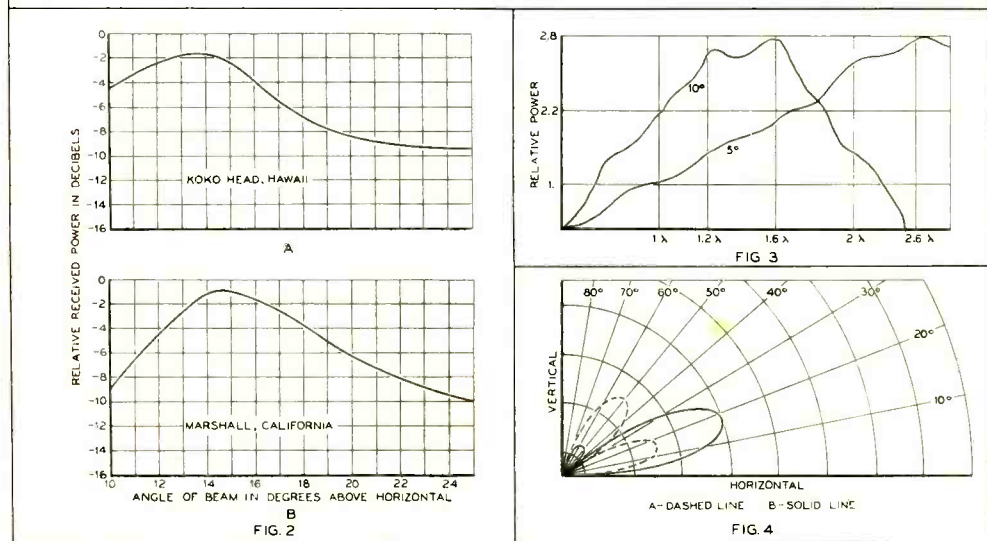 RELATIVE RECEIVED POWER IN DECIBELS
0
-2
-4
-6
-8
-10
-12
-14
-16
KOKO HEAD, HAWAII
A
0
-2
-4
-6
-8
-10
-12
-14
-16
MARSHALL, CALIFORNIA
10 12 14 16 18 20 22 24
ANGLE OF BEAM IN DEGREES ABOVE HORIZONTAL
B
FIG. 2
RELATIVE POWER
2.8
2.2
1.
10°
5°
1 λ 1.2 λ 1.6 λ 2 λ 2.6 λ
FIG 3
VERTICAL
80° 70° 60° 50° 40° 30°
20°
10°
HORIZONTAL
A-DASHED LINE B-SOLID LINE
FIG. 4